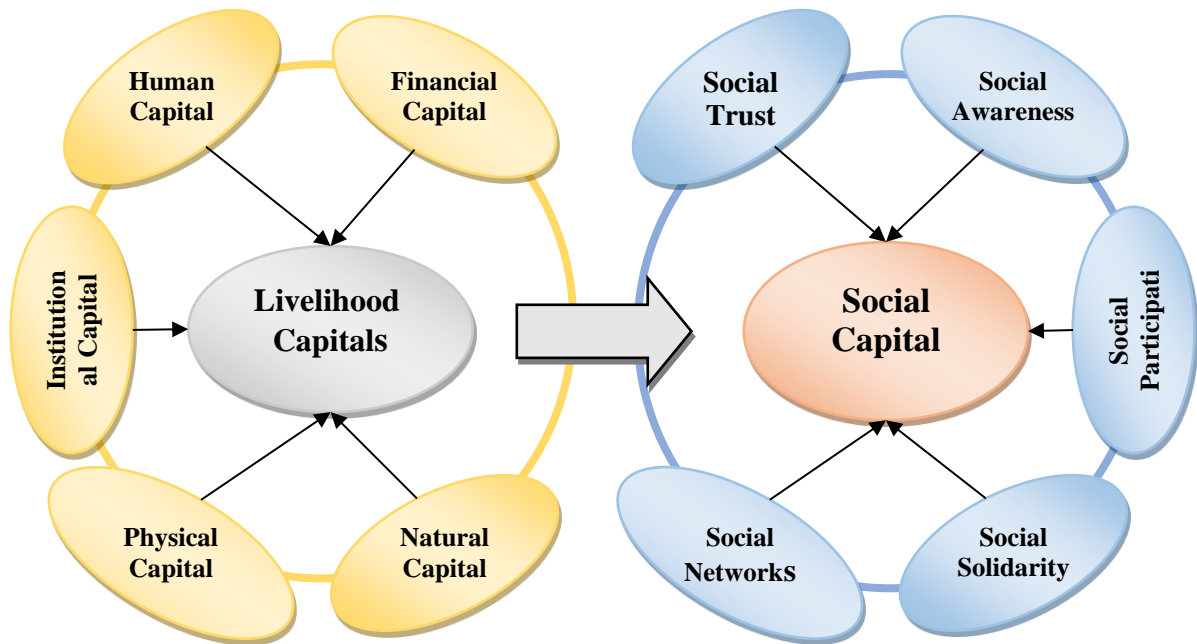 Human
Capital
Financial
Capital
Institution
al Capital
Livelihood
Capitals
Physical
Capital
Natural
Capital
Social
Trust
Social
Awareness
Social
Participati
Social
Capital
Social
Networks
Social
Solidarity